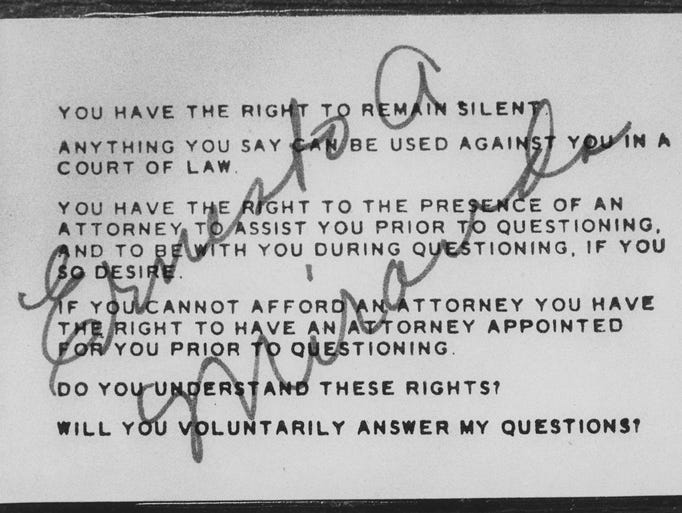 YOU HAVE THE RIGHT TO REMAIN SILENT
ANYTHING YOU SAY CAN BE USED AGAINST YOU IN A
COURT OF LAW.
YOU HAVE THE RIGHT TO THE PRESENCE OF AN
ATTORNEY TO ASSIST YOU PRIOR TO QUESTIONING,
AND TO BE WITH YOU DURING QUESTIONING, IF YOU
SO DESIRE.
IF YOU CANNOT AFFORD AN ATTORNEY YOU HAVE
THE RIGHT TO HAVE AN ATTORNEY APPOINTED
FOR YOU PRIOR TO QUESTIONING.
DO YOU UNDERSTAND THESE RIGHTS?
WILL YOU VOLUNTARILY ANSWER MY QUESTIONS?
Ernesto A
Miranda